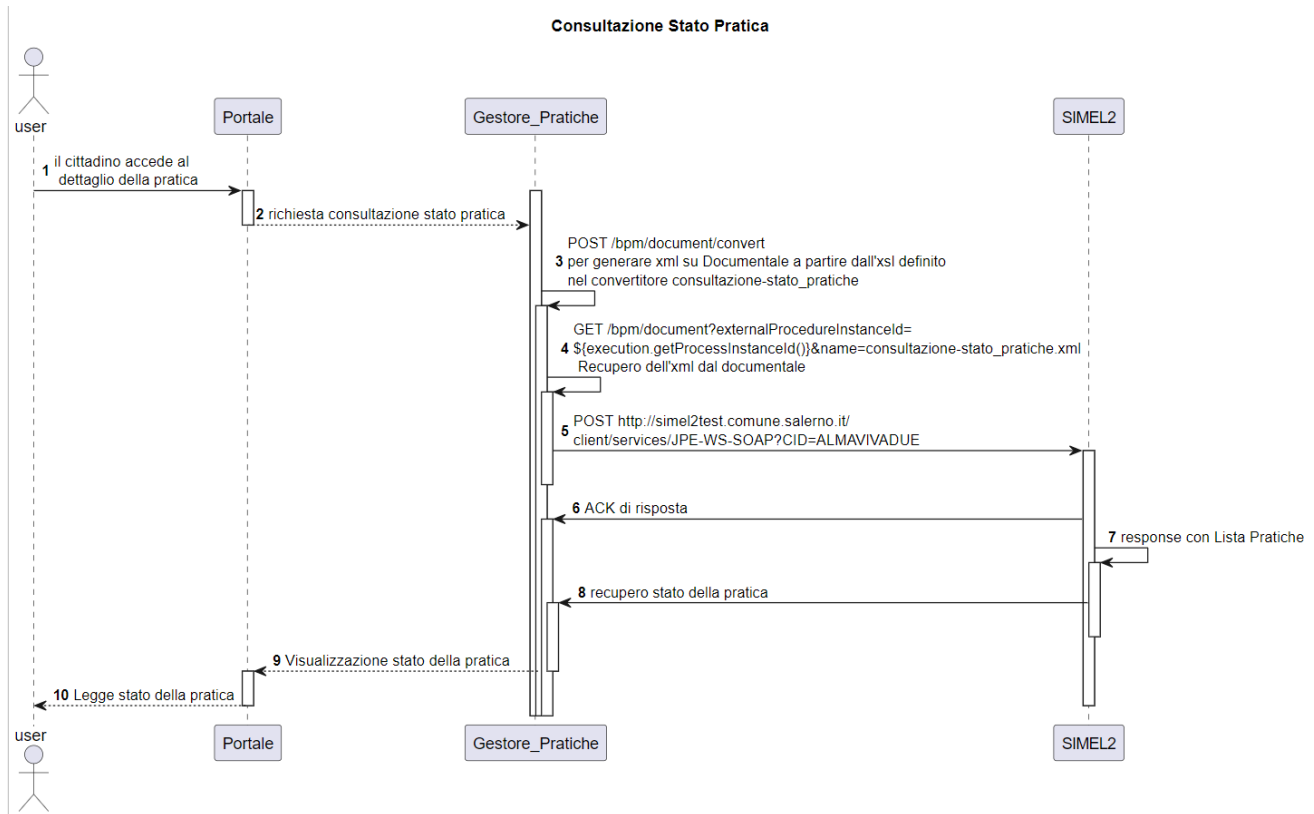 Consultazione Stato Pratica
user
Portale
Gestore_Pratiche
SIMEL2
1 il cittadino accede al
dettaglio della pratica
2 richiesta consultazione stato pratica
POST /bpm/document/convert
3 per generare xml su Documentale a partire dall'xsl definito
nel convertitore consultazione-stato_pratiche
GET /bpm/document?externalProcedureInstanceId=
4 ${execution.getProcessInstanceId()}&name=consultazione-stato_pratiche.xml
Recupero dell'xml dal documentale
5 POST http://simel2test.comune.salerno.it/
client/services/JPE-WS-SOAP?CID=ALMAVIVADUE
6 ACK di risposta
7 response con Lista Pratiche
8 recupero stato della pratica
9 Visualizzazione stato della pratica
10 Legge stato della pratica
user
Portale
Gestore_Pratiche
SIMEL2